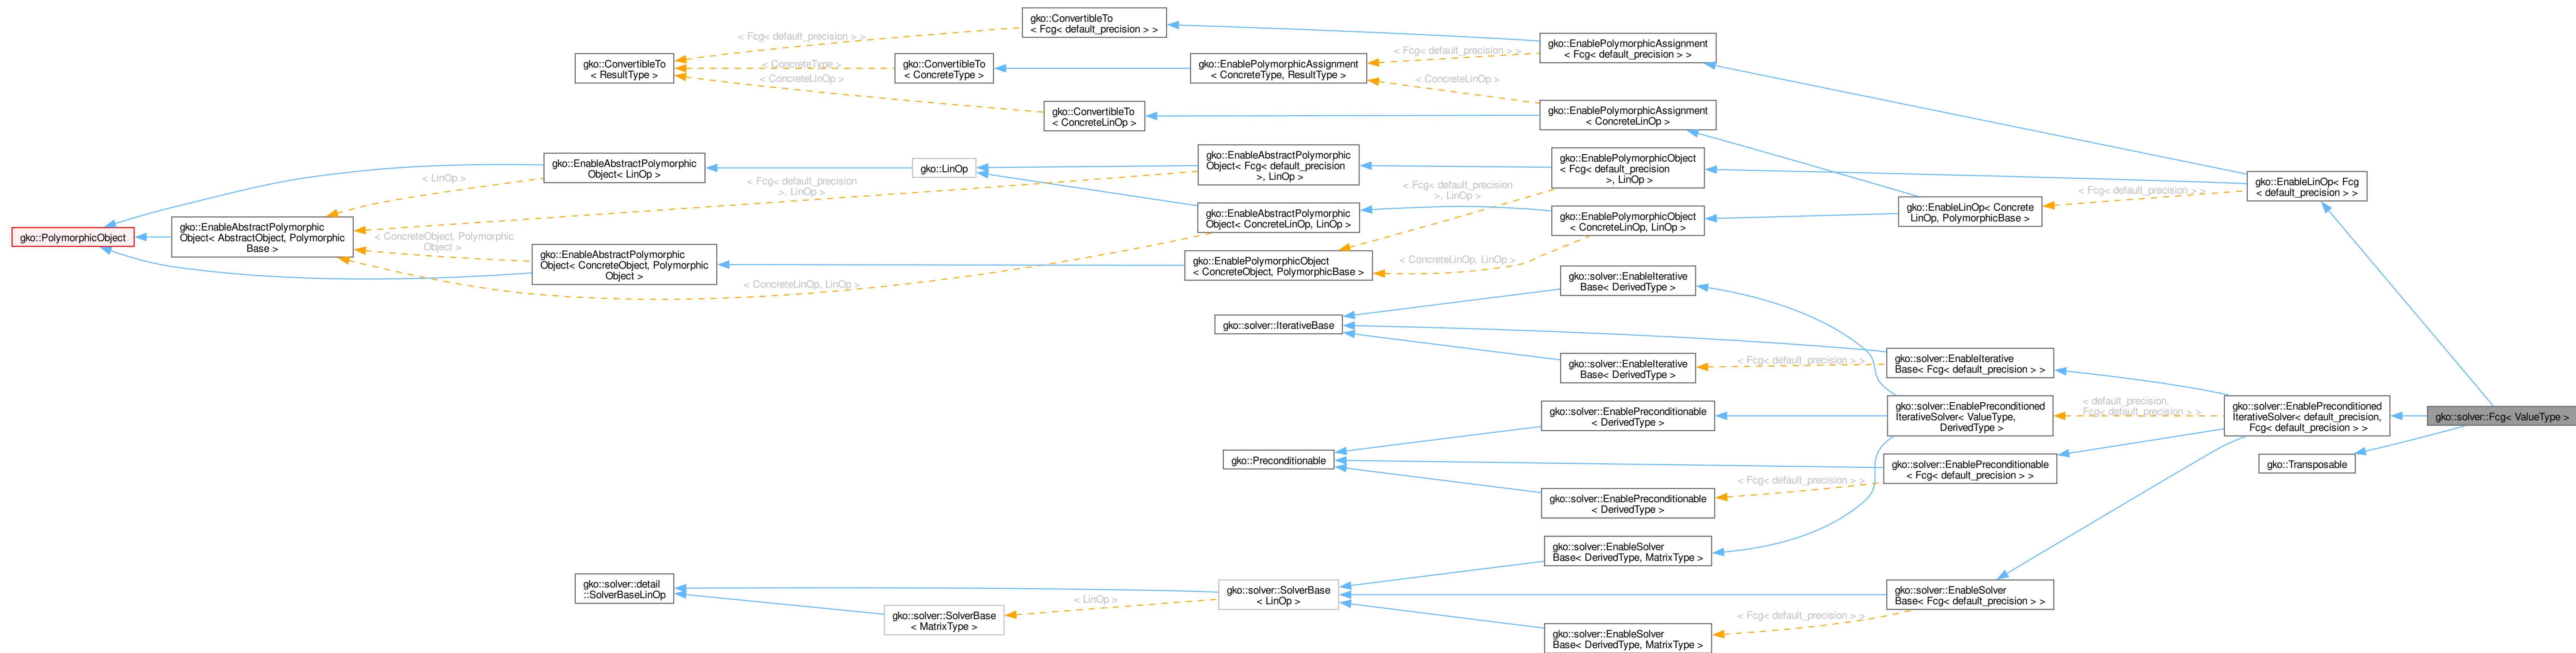 gko::ConvertibleTo
< Fcg< default_precision > >
< Fcg< default_precision > >
gko::EnablePolymorphicAssignment
< Fcg< default_precision > >
< Fcg< default_precision > >
gko::ConvertibleTo
< ResultType >
< ConcreteType >
gko::ConvertibleTo
< ConcreteType >
gko::EnablePolymorphicAssignment
< ConcreteType, ResultType >
< ConcreteLinOp >
< ConcreteLinOp >
gko::ConvertibleTo
< ConcreteLinOp >
gko::EnablePolymorphicAssignment
< ConcreteLinOp >
gko::EnableAbstractPolymorphic
Object< LinOp >
gko::LinOp
gko::EnableAbstractPolymorphic
Object< Fcg< default_precision
>, LinOp >
gko::EnablePolymorphicObject
< Fcg< default_precision
>, LinOp >
< LinOp >
< Fcg< default_precision
>, LinOp >
< Fcg< default_precision
>, LinOp >
gko::EnableLinOp< Fcg
< default_precision > >
< Fcg< default_precision > >
gko::EnableLinOp< Concrete
LinOp, PolymorphicBase >
gko::EnableAbstractPolymorphic
Object< ConcreteLinOp, LinOp >
gko::EnablePolymorphicObject
< ConcreteLinOp, LinOp >
gko::PolymorphicObject
gko::EnableAbstractPolymorphic
Object< AbstractObject, Polymorphic
Base >
< ConcreteObject, Polymorphic
Object >
gko::EnableAbstractPolymorphic
Object< ConcreteObject, Polymorphic
Object >
gko::EnablePolymorphicObject
< ConcreteObject, PolymorphicBase >
< ConcreteLinOp, LinOp >
< ConcreteLinOp, LinOp >
gko::solver::EnableIterative
Base< DerivedType >
gko::solver::IterativeBase
gko::solver::EnableIterative
Base< DerivedType >
< Fcg< default_precision > >
gko::solver::EnableIterative
Base< Fcg< default_precision > >
gko::solver::EnablePreconditionable
< DerivedType >
gko::solver::EnablePreconditioned
IterativeSolver< ValueType,
DerivedType >
< default_precision,
Fcg< default_precision > >
gko::solver::EnablePreconditioned
IterativeSolver< default_precision,
Fcg< default_precision > >
gko::solver::Fcg< ValueType >
gko::Preconditionable
gko::solver::EnablePreconditionable
< Fcg< default_precision > >
gko::Transposable
< Fcg< default_precision > >
gko::solver::EnablePreconditionable
< DerivedType >
gko::solver::EnableSolver
Base< DerivedType, MatrixType >
gko::solver::detail
::SolverBaseLinOp
gko::solver::SolverBase
< MatrixType >
< LinOp >
gko::solver::SolverBase
< LinOp >
gko::solver::EnableSolver
Base< Fcg< default_precision > >
< Fcg< default_precision > >
gko::solver::EnableSolver
Base< DerivedType, MatrixType >